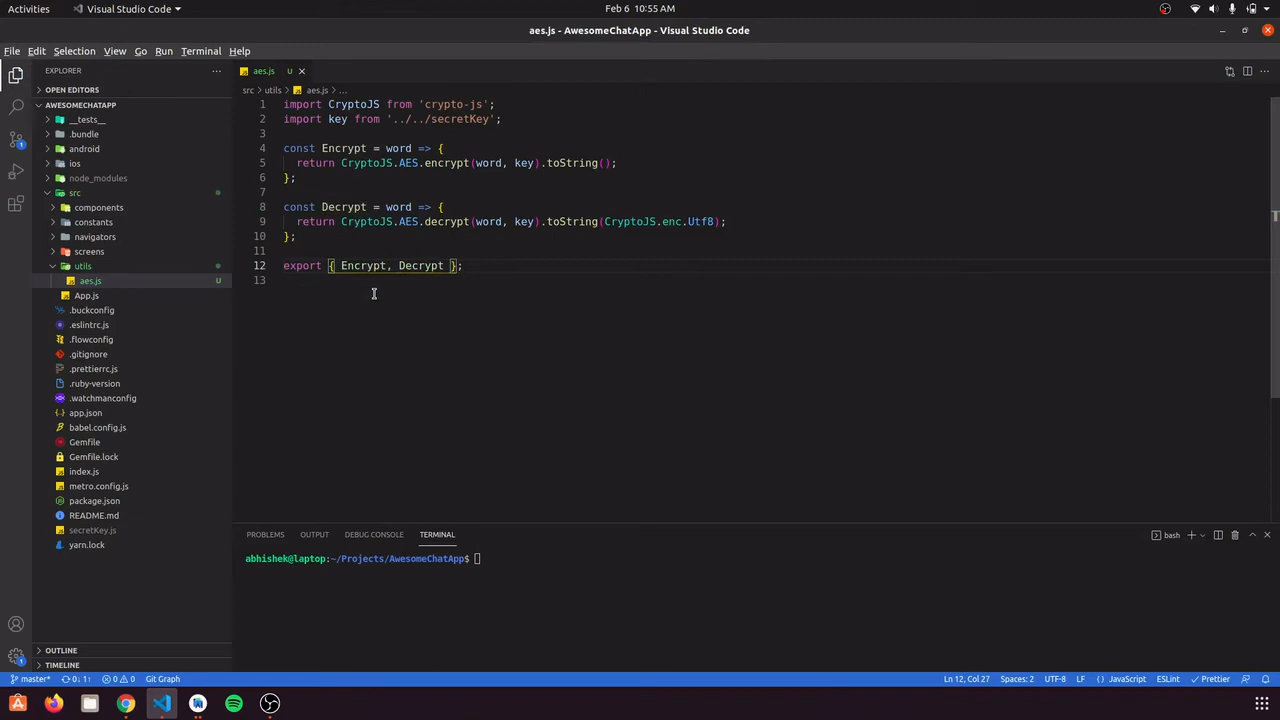 Activities
Visual Studio Code
Feb 6 10:55 AM
aes.js - AwesomeChatApp - Visual Studio Code
File Edit Selection View Go Run Terminal Help
EXPLORER
OPEN EDITORS
AWESOMECHATAPP
__tests__
.bundle
android
ios
node_modules
src
components
constants
navigators
screens
utils
aes.js U
App.js
.buckconfig
.eslintrc.js
.flowconfig
.gitignore
.prettierrc.js
.ruby-version
.watchmanconfig
app.json
babel.config.js
Gemfile
Gemfile.lock
index.js
metro.config.js
package.json
README.md
secretKey.js
yarn.lock
OUTLINE
TIMELINE
aes.js U
src > utils > aes.js > ...
1 import CryptoJS from 'crypto-js';
2 import key from '../../secretKey';
3
4 const Encrypt = word => {
5 return CryptoJS.AES.encrypt(word, key).toString();
6 };
7
8 const Decrypt = word => {
9 return CryptoJS.AES.decrypt(word, key).toString(CryptoJS.enc.Utf8);
10 };
11
12 export { Encrypt, Decrypt };
13
PROBLEMS OUTPUT DEBUG CONSOLE TERMINAL
bash
abhishek@laptop:~/Projects/AwesomeChatApp$
1
1
master* 0↓ 1↑ 0 0 Git Graph
Ln 12, Col 27 Spaces: 2 UTF-8 LF {} JavaScript ESLint Prettier